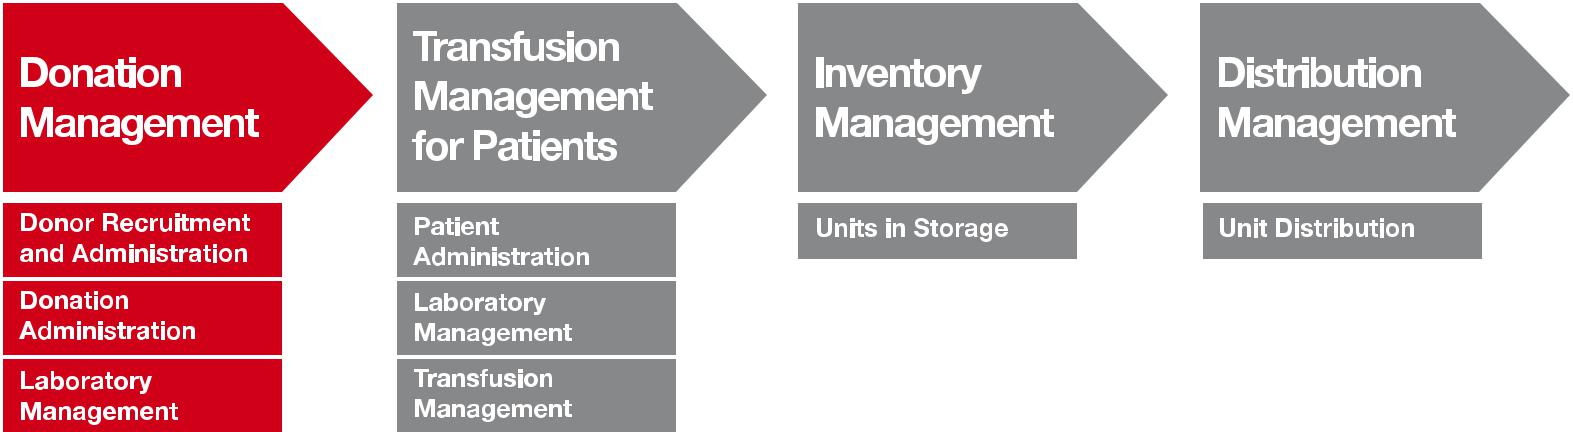 Donation
Management
Transfusion
Management
for Patients
Inventory
Management
Distribution
Management
Donor Recruitment
and Administration
Donation
Administration
Laboratory
Management
Patient
Administration
Laboratory
Management
Transfusion
Management
Units in Storage
Unit Distribution